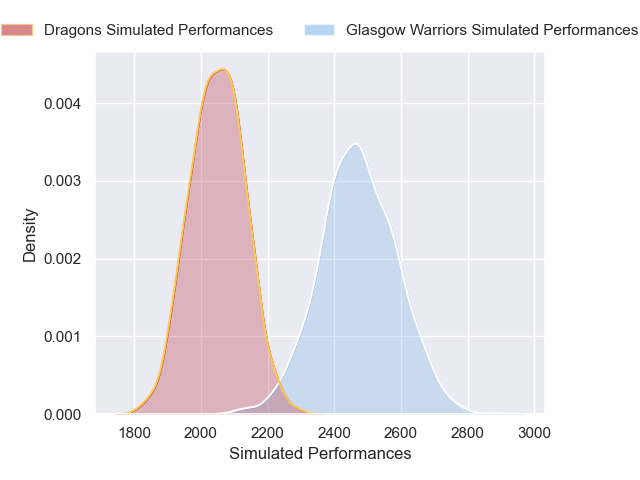 Dragons Simulated Performances
Glasgow Warriors Simulated Performances
0.004
0.003
0.002
0.001
0.000
Density
1800 2000 2200 2400 2600 2800 3000
Simulated Performances